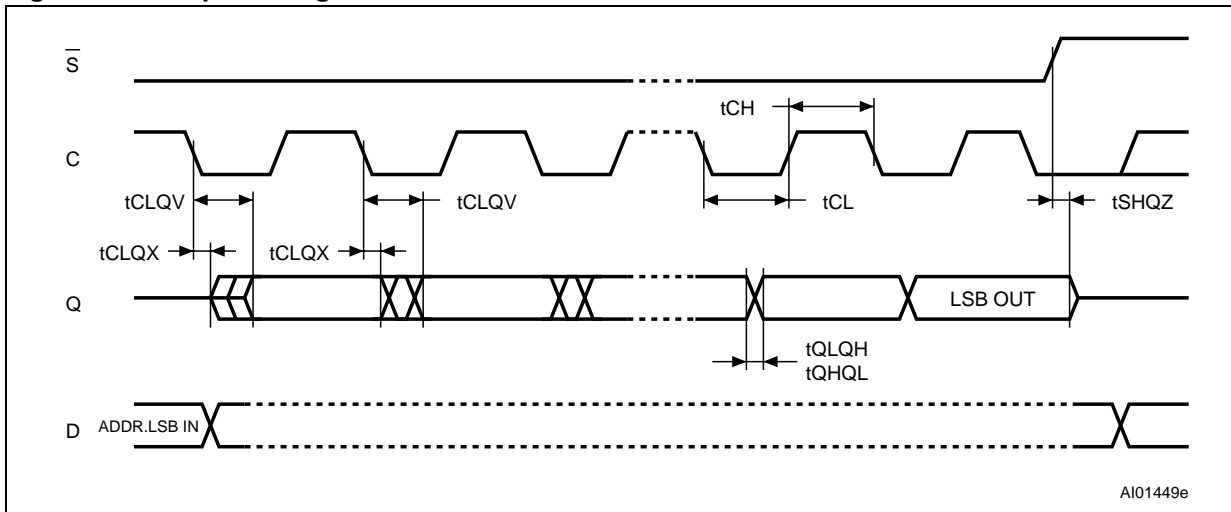 S
tCH
C
tCLQV
tCLQV
tCL
tSHQZ
tCLQX
tCLQX
Q
LSB OUT
tQLQH
tQHQL
D
ADDR.LSB IN
AI01449e